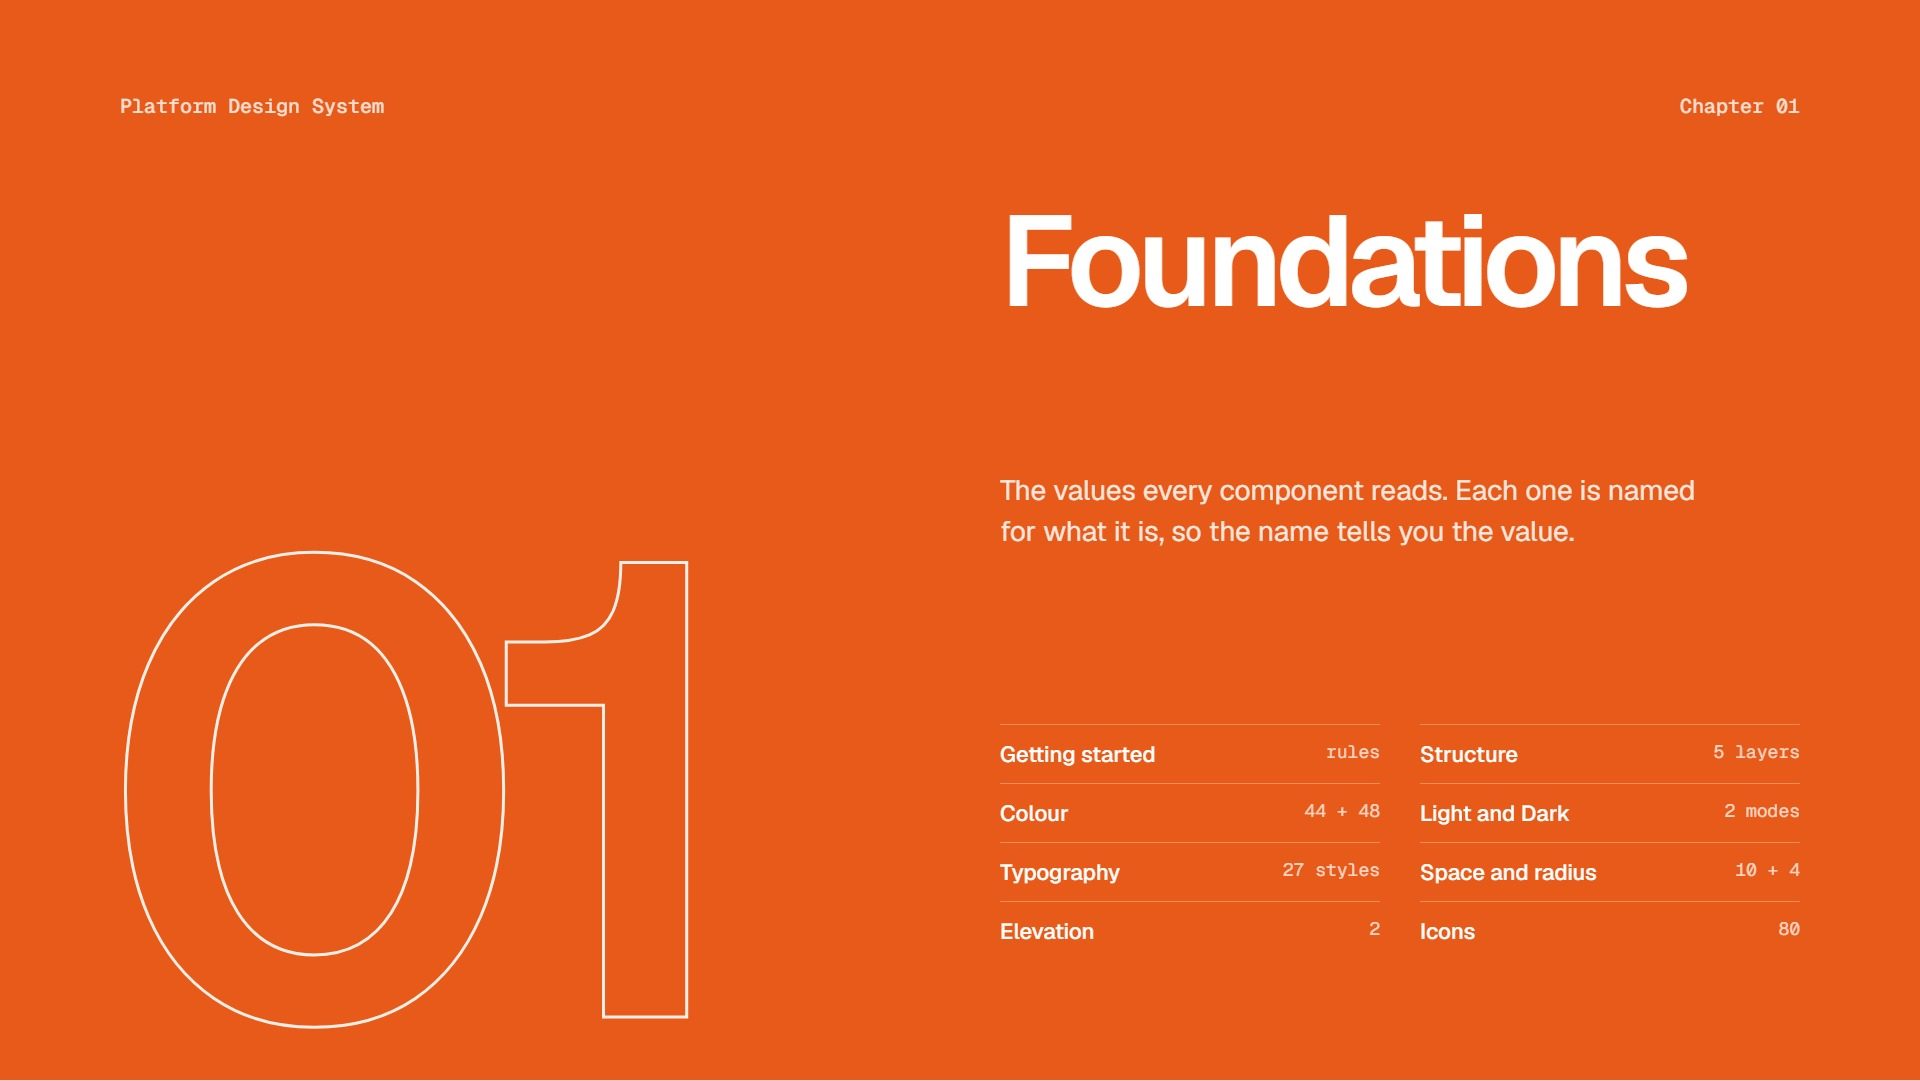 Platform Design System
Chapter 01
Foundations
The values every component reads. Each one is named
for what it is, so the name tells you the value.
01
Getting started rules
Structure 5 layers
Colour 44 + 48
Light and Dark 2 modes
Typography 27 styles
Space and radius 10 + 4
Elevation 2
Icons 80